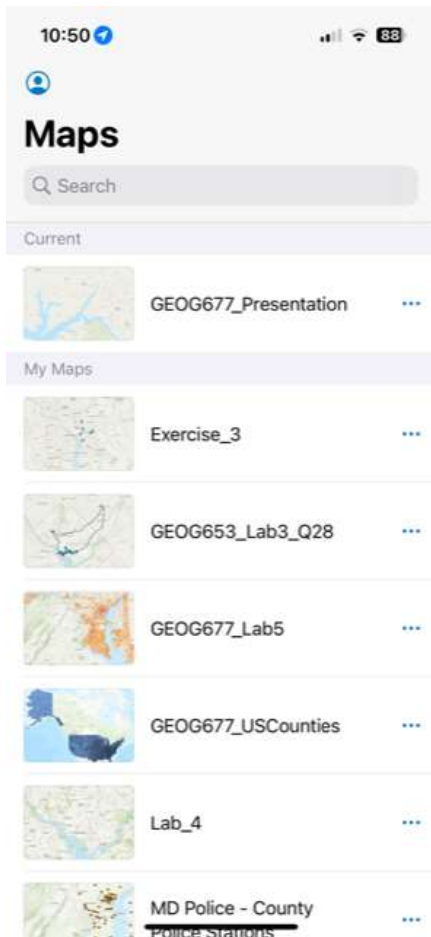 10:50
88
Maps
Search
Current
GEOG677_Presentation
My Maps
Exercise_3
GEOG653_Lab3_Q28
GEOG677_Lab5
GEOG677_USCounties
Lab_4
MD Police - County
Police Stations